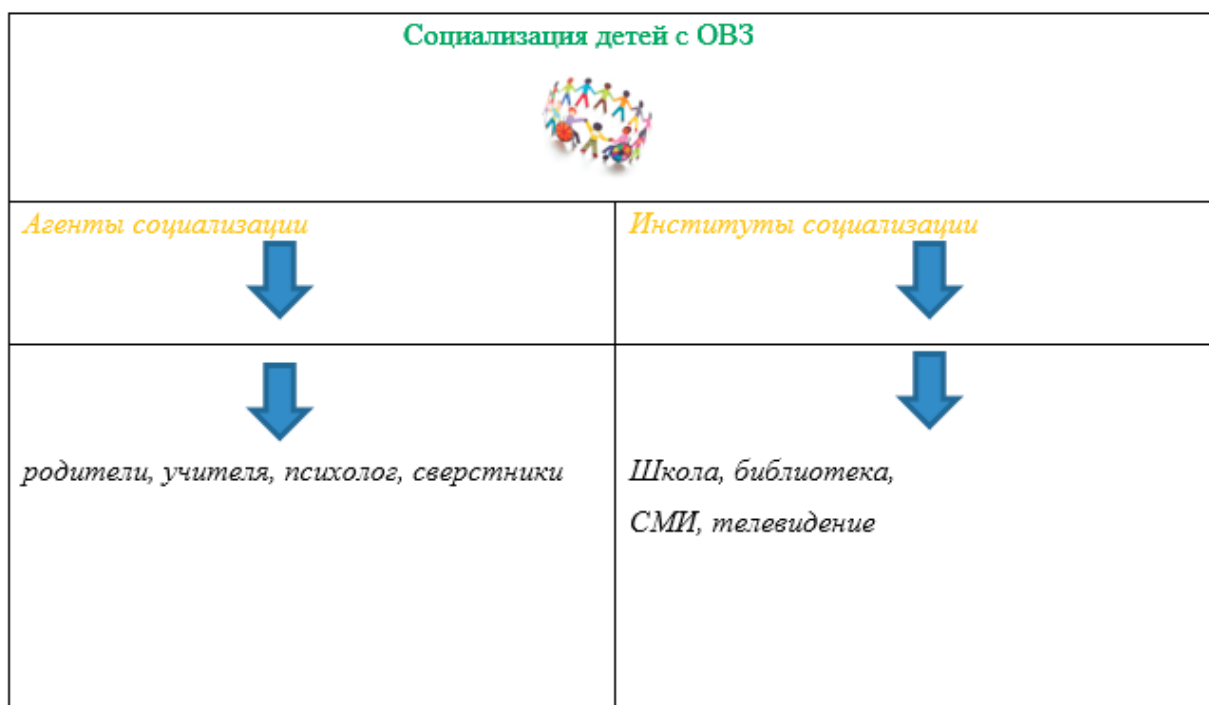 Социализация детей с ОВЗ
Агенты социализации
Институты социализации
родители, учителя, психолог, сверстники
Школа, библиотека,
СМИ, телевидение